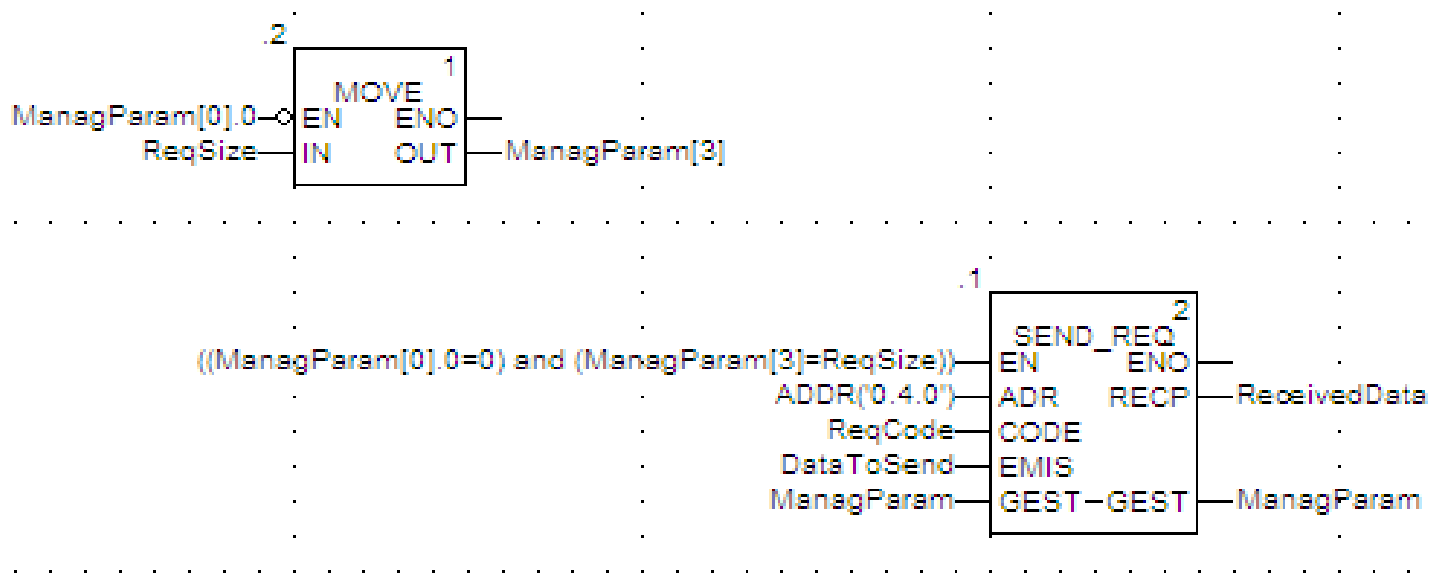 .2
1
MOVE
ManagParam[0].0 EN ENO
ReqSize IN OUT ManagParam[3]
.1
2
SEND_REQ
((ManagParam[0].0=0) and (ManagParam[3]=ReqSize)) EN ENO
ADDR('0.4.0') ADR RECP ReceivedData
ReqCode CODE
DataToSend EMIS
ManagParam GEST GEST ManagParam